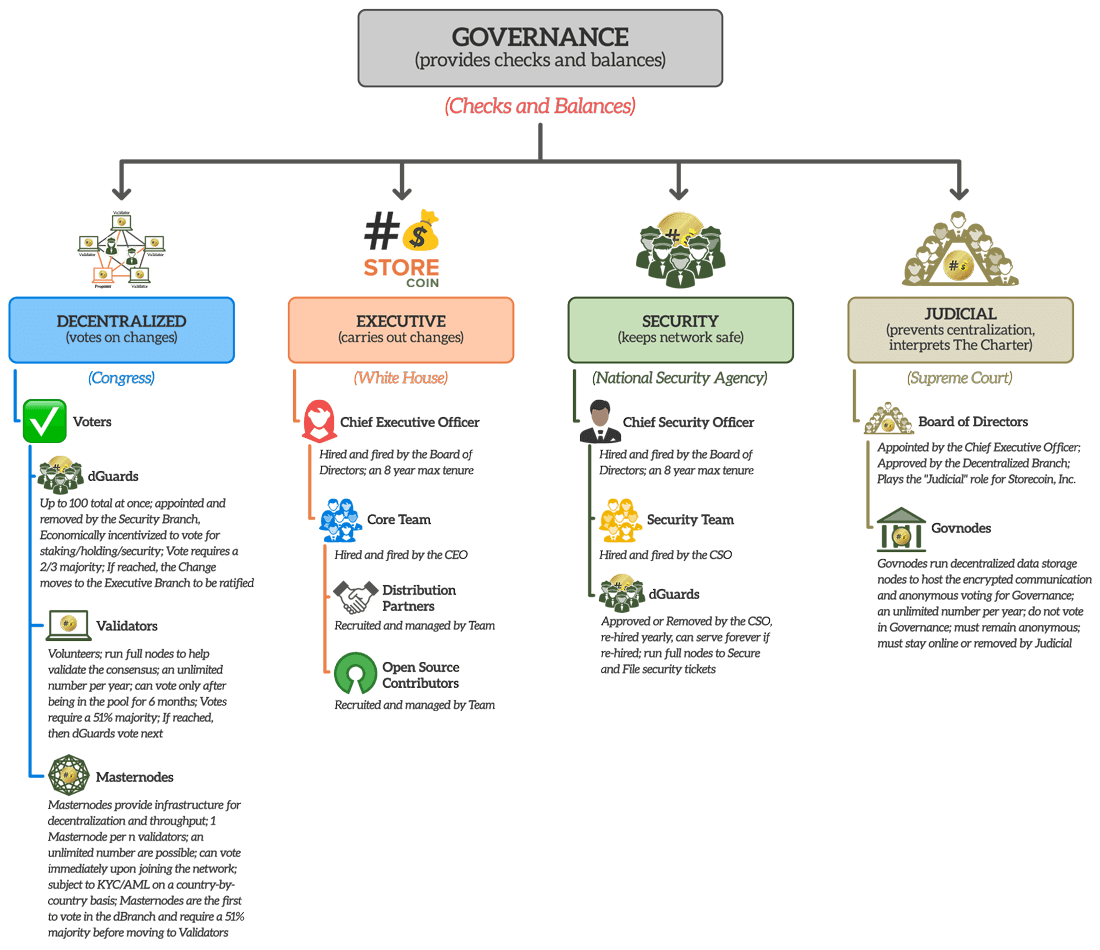 GOVERNANCE
(provides checks and balances)
(Checks and Balances)
Validator
Validator
Validator
Proposer
Validator
#$
STORE
COIN
DECENTRALIZED
(votes on changes)
(Congress)
Voters
dGuards
Up to 100 total at once; appointed and
removed by the Security Branch,
Economically incentivized to vote for
staking/holding/security; Vote requires a
2/3 majority; If reached, the Change
moves to the Executive Branch to be ratified
Validators
Volunteers; run full nodes to help
validate the consensus; an unlimited
number per year; can vote only after
being in the pool for 6 months; Votes
require a 51% majority; If reached,
then dGuards vote next
Masternodes
Masternodes provide infrastructure for
decentralization and throughput; 1
Masternode per n validators; an
unlimited number are possible; can vote
immediately upon joining the network;
subject to KYC/AML on a country-by-
country basis; Masternodes are the first
to vote in the dBranch and require a 51%
majority before moving to Validators
EXECUTIVE
(carries out changes)
(White House)
Chief Executive Officer
Hired and fired by the Board of
Directors; an 8 year max tenure
Core Team
Hired and fired by the CEO
Distribution
Partners
Recruited and managed by Team
Open Source
Contributors
Recruited and managed by Team
SECURITY
(keeps network safe)
(National Security Agency)
Chief Security Officer
Hired and fired by the Board of
Directors; an 8 year max tenure
Security Team
Hired and fired by the CSO
dGuards
Approved or Removed by the CSO,
re-hired yearly, can serve forever if
re-hired; run full nodes to Secure
and File security tickets
JUDICIAL
(prevents centralization,
interprets The Charter)
(Supreme Court)
Board of Directors
Appointed by the Chief Executive Officer;
Approved by the Decentralized Branch;
Plays the "Judicial" role for Storecoin, Inc.
Govnodes
Govnodes run decentralized data storage
nodes to host the encrypted communication
and anonymous voting for Governance;
an unlimited number per year; do not vote
in Governance; must remain anonymous;
must stay online or removed by Judicial